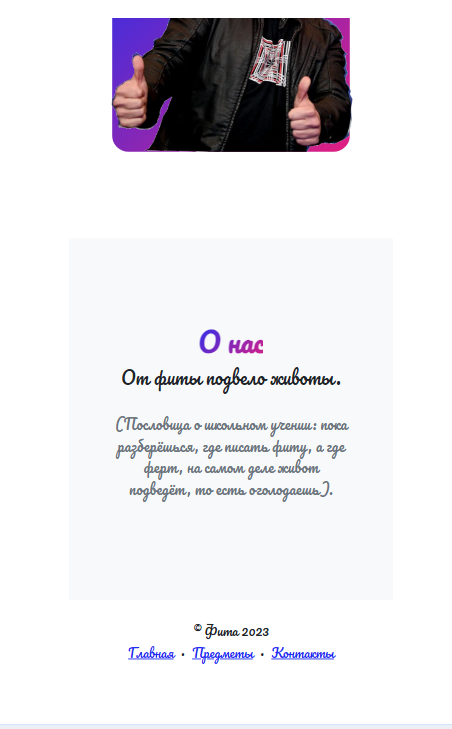 О нас
От фиты подвело животы.
(Пословица о школьном учении: пока
разберёшься, где писать фиту, а где
ферт, на самом деле живот
подведёт, то есть оголодаешь).
© Фита 2023
Главная · Предметы · Контакты